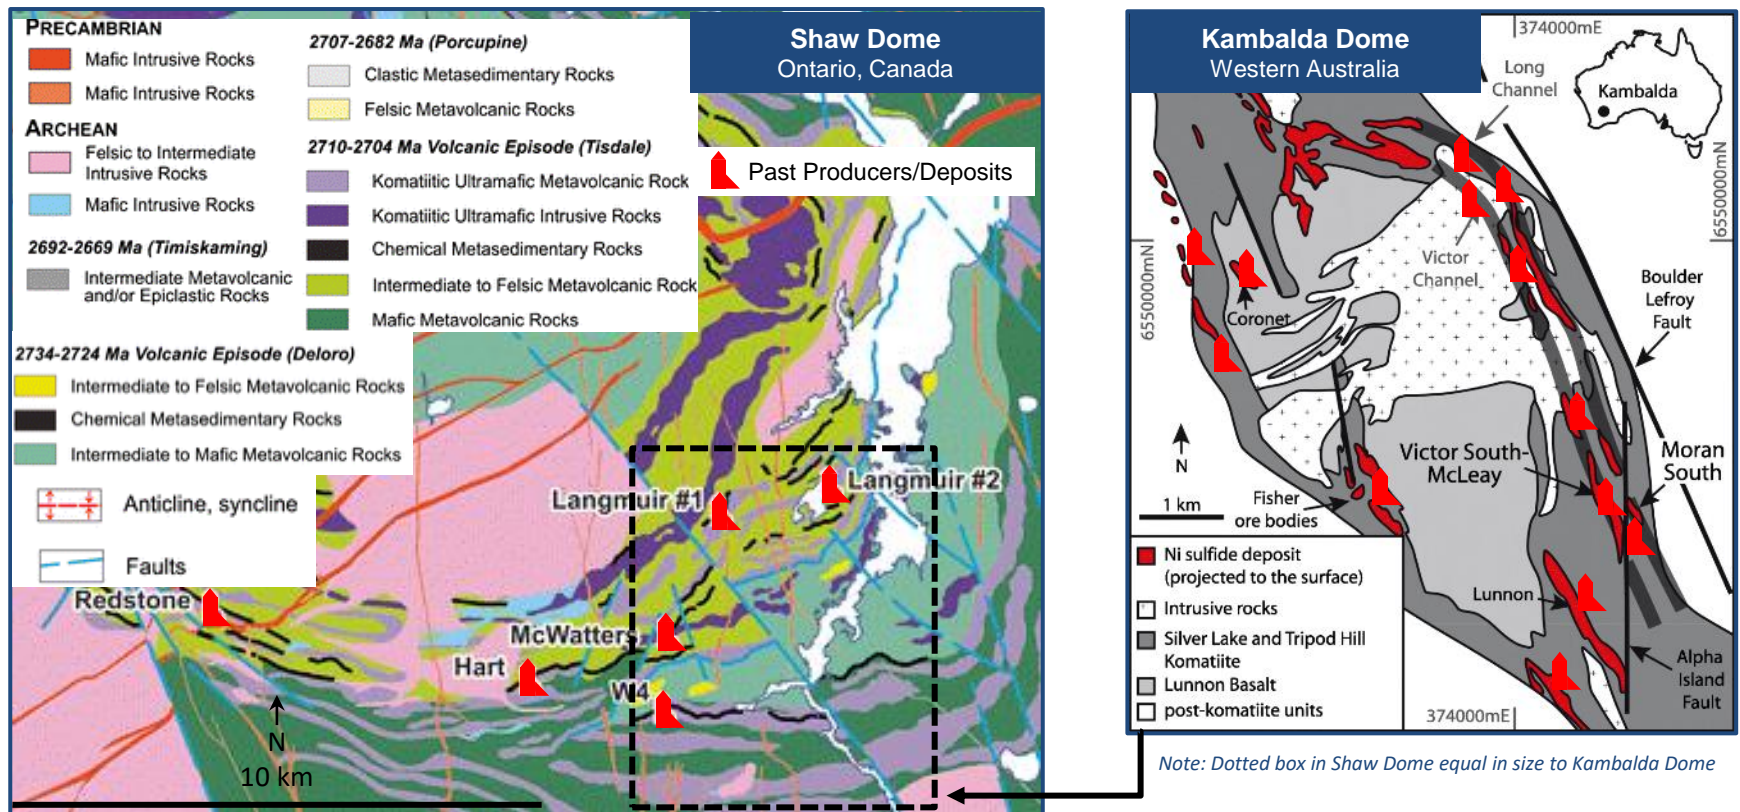 PRECAMBRIAN
Mafic Intrusive Rocks
Mafic Intrusive Rocks
ARCHEAN
Felsic to Intermediate
Intrusive Rocks
Mafic Intrusive Rocks
2692-2669 Ma (Timiskaming)
Intermediate Metavolcanic
and/or Epiclastic Rocks
2707-2682 Ma (Porcupine)
Clastic Metasedimentary Rocks
Felsic Metavolcanic Rocks
2710-2704 Ma Volcanic Episode (Tisdale)
Komatiitic Ultramafic Metavolcanic Rock
Komatiitic Ultramafic Intrusive Rocks
Chemical Metasedimentary Rocks
Intermediate to Felsic Metavolcanic Rock
Mafic Metavolcanic Rocks
2734-2724 Ma Volcanic Episode (Deloro)
Intermediate to Felsic Metavolcanic Rocks
Chemical Metasedimentary Rocks
Intermediate to Mafic Metavolcanic Rocks
Anticline, syncline
Faults
Shaw Dome
Ontario, Canada
Past Producers/Deposits
Langmuir #1
Langmuir #2
Redstone
McWatters
Hart
W4
N
10 km
Kambalda Dome
Western Australia
374000mE
Long
Channel
Kambalda
6550000mN
6550000mN
Victor
Channel
Boulder
Lefroy
Fault
Coronet
N
1 km
Fisher
ore bodies
Victor South-
McLeay
Moran
South
Lunnon
Alpha
Island
Fault
374000mE
Ni sulfide deposit
(projected to the surface)
Intrusive rocks
Silver Lake and Tripod Hill
Komatiite
Lunnon Basalt
post-komatiite units
Note: Dotted box in Shaw Dome equal in size to Kambalda Dome